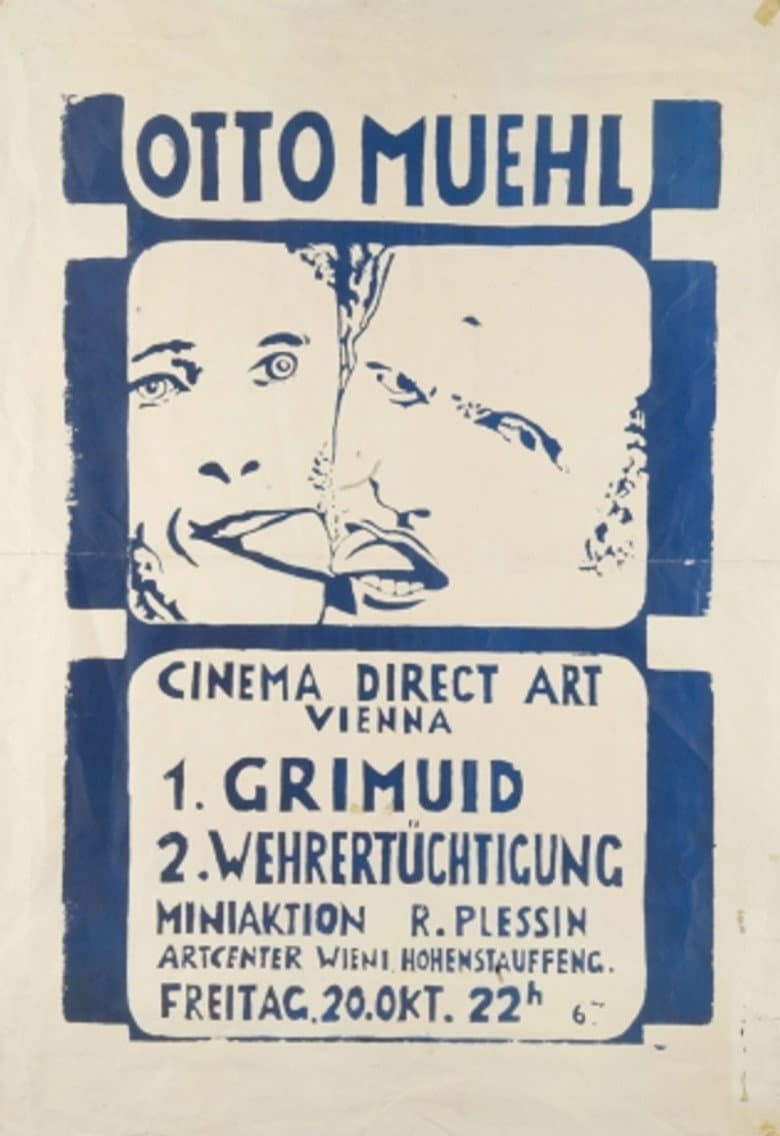 OTTO MUEHL
CINEMA DIRECT ART
VIENNA
1. GRIMUID
2. WEHRERTÜCHTIGUNG
MINIAKTION R. PLESSIN
ARTCENTER WIEN I. HOHENSTAUFFENG.
FREITAG, 20. OKT. 22h 6.-